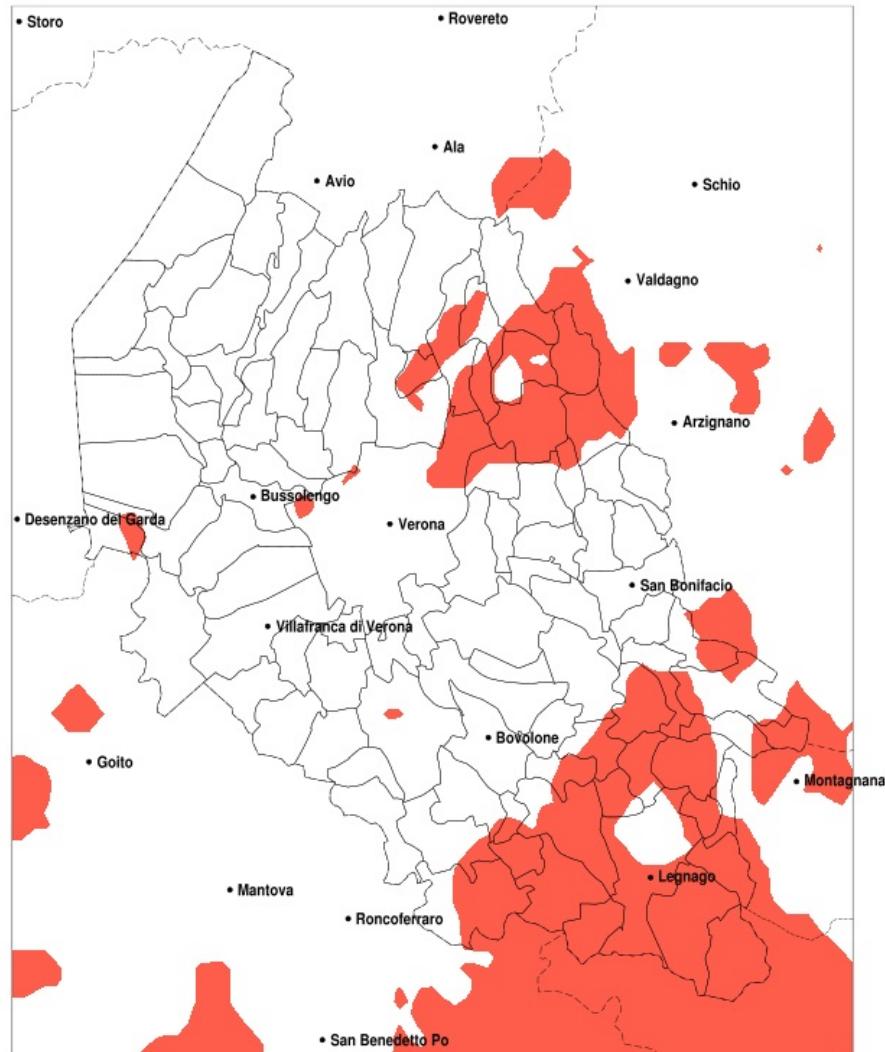 Storo
Rovereto
Ala
Avio
Schio
Valdagno
Arzignano
Bussolengo
Desenzano del Garda
Verona
San Bonifacio
Villafranca di Verona
Bovolone
Goito
Montagnana
Legnago
Mantova
Roncoferraro
San Benedetto Po